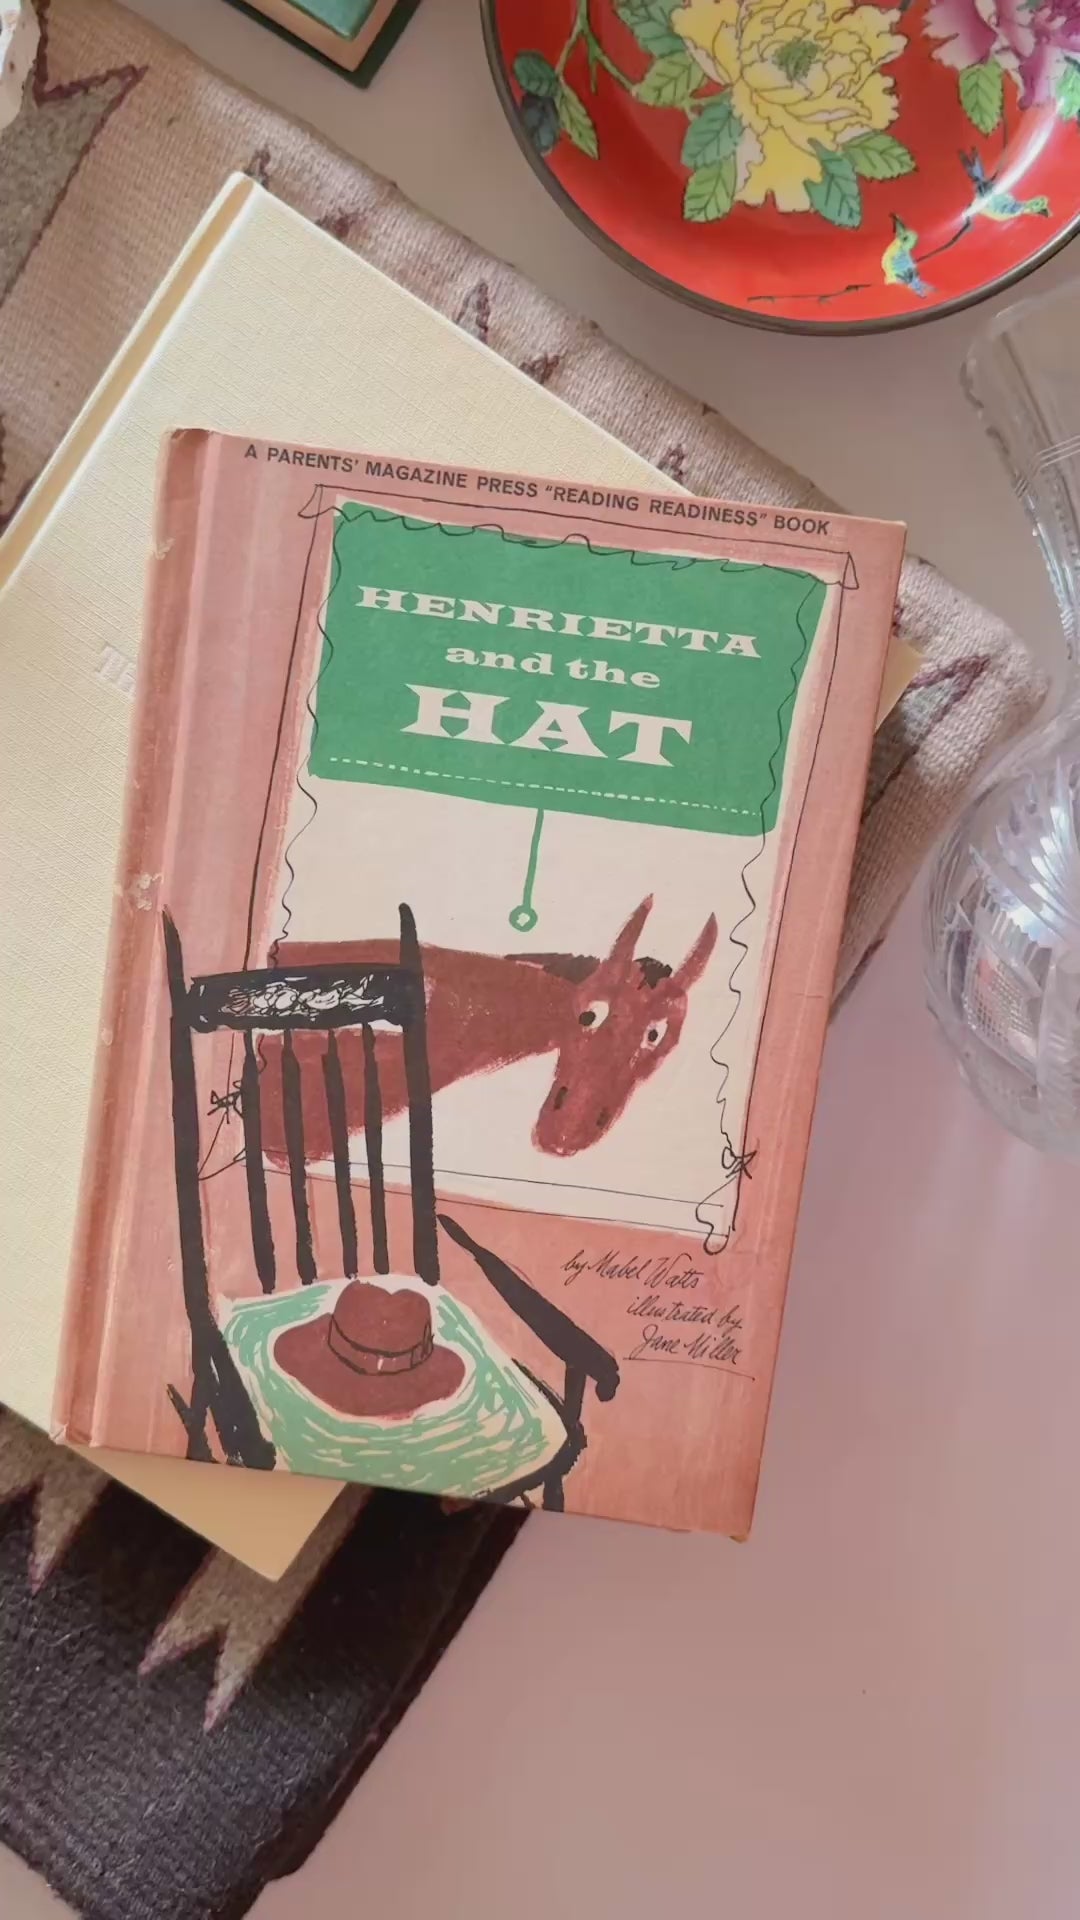 A PARENTS' MAGAZINE PRESS "READING READINESS" BOOK
HENRIETTA
and the
HAT
by Mabel Watts
illustrated by
Jane Miller